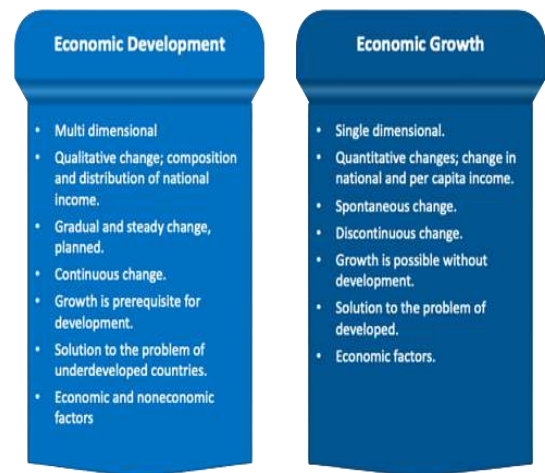 Economic Development
• Multi dimensional
• Qualitative change; composition
and distribution of national
income.
• Gradual and steady change,
planned.
• Continuous change.
• Growth is prerequisite for
development.
• Solution to the problem of
underdeveloped countries.
• Economic and noneconomic
factors
Economic Growth
• Single dimensional.
• Quantitative changes; change in
national and per capita income.
• Spontaneous change.
• Discontinuous change.
• Growth is possible without
development.
• Solution to the problem of
developed.
• Economic factors.